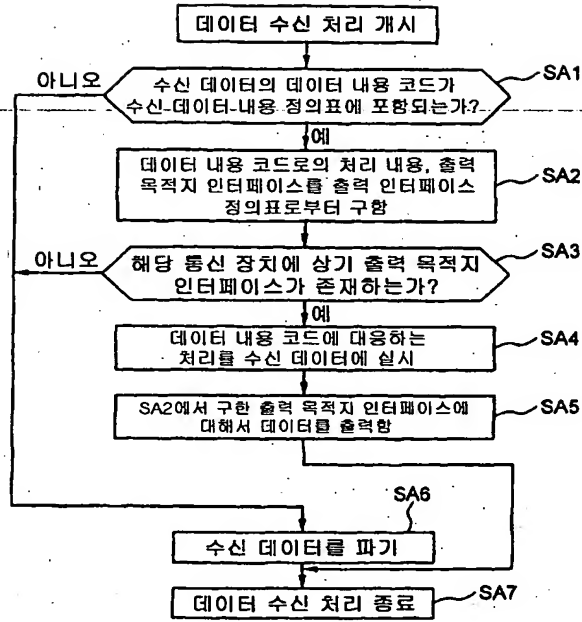 데이터 수신 처리 개시
아니오
수신 데이터의 데이터 내용 코드가
수신-데이터-내용 정의표에 포함되는가?
SA1
예
데이터 내용 코드로의 처리 내용, 출력
목적지 인터페이스를 출력 인터페이스
정의표로부터 구함
SA2
아니오
해당 통신 장치에 상기 출력 목적지
인터페이스가 존재하는가?
SA3
예
데이터 내용 코드에 대응하는
처리를 수신 데이터에 실시
SA4
SA2에서 구한 출력 목적지 인터페이스에
대해서 데이터를 출력함
SA5
SA6
수신 데이터를 파기
데이터 수신 처리 종료
SA7